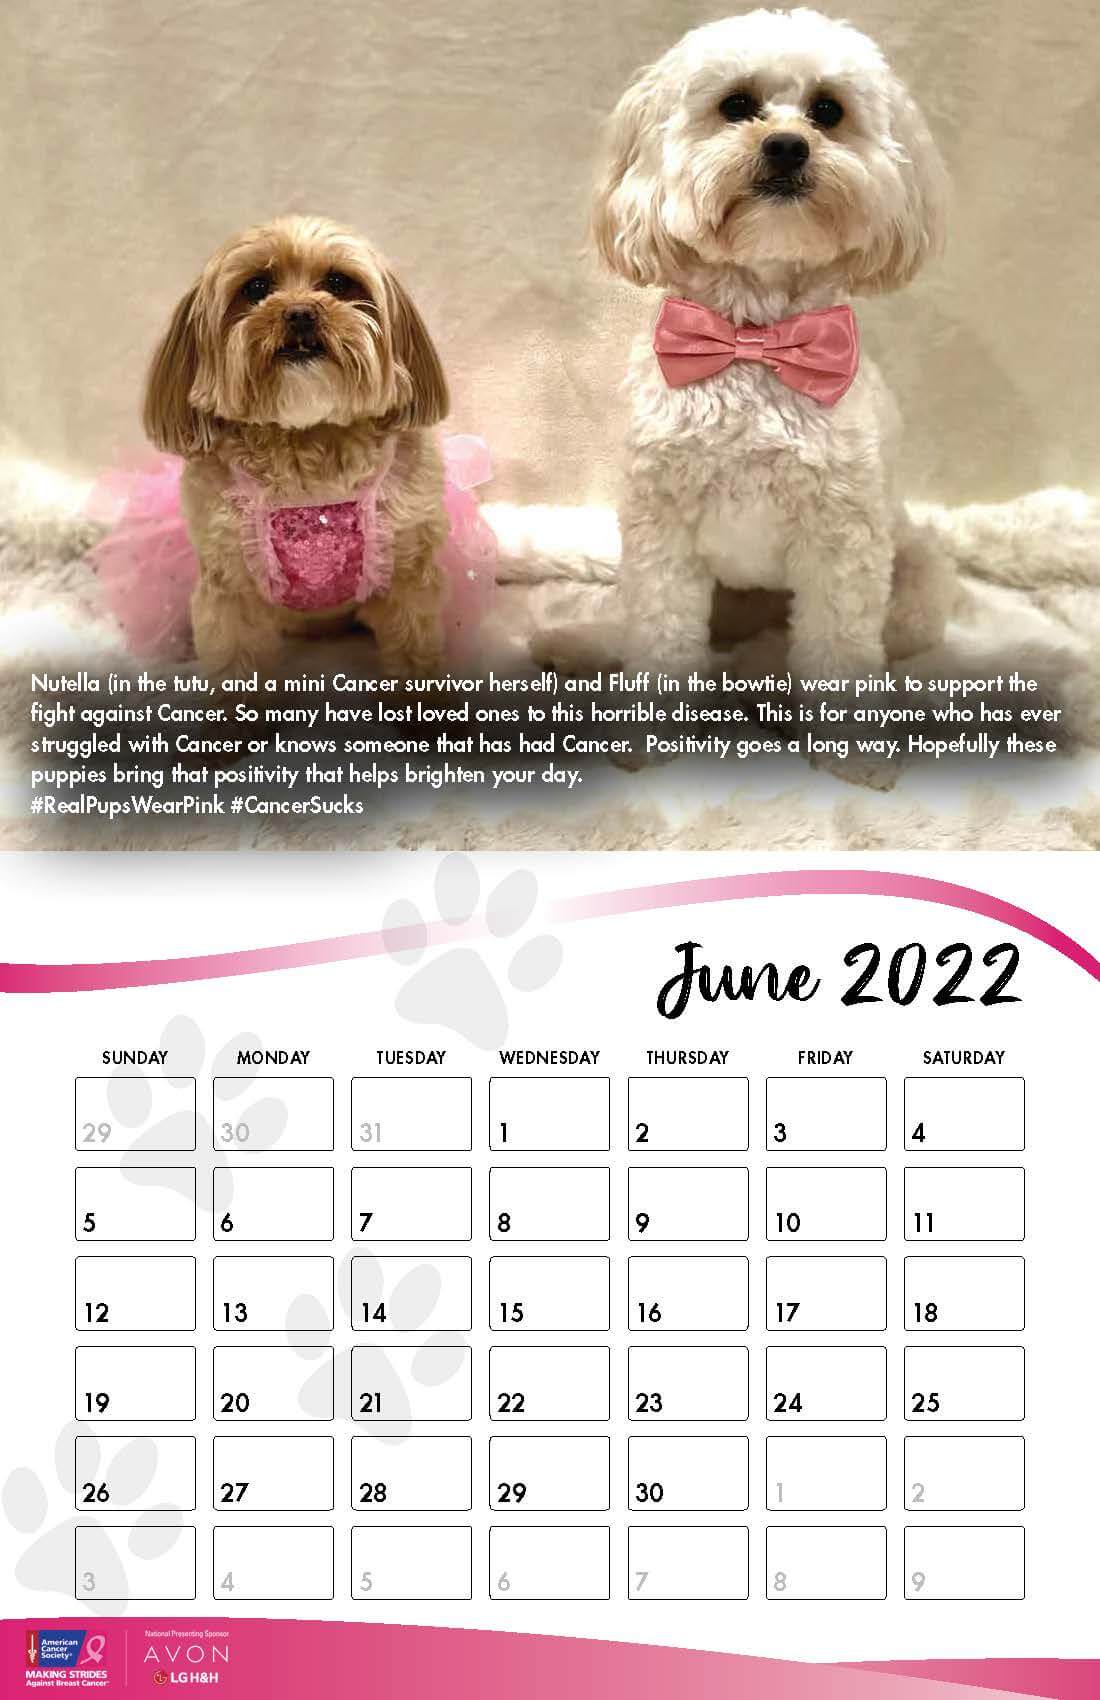 Nutella (in the tutu, and a mini Cancer survivor herself) and Fluff (in the bowtie) wear pink to support the
fight against Cancer. So many have lost loved ones to this horrible disease. This is for anyone who has ever
struggled with Cancer or knows someone that has had Cancer. Positivity goes a long way. Hopefully these
puppies bring that positivity that helps brighten your day.
#RealPupsWearPink #CancerSucks
June 2022
SUNDAY MONDAY TUESDAY WEDNESDAY THURSDAY FRIDAY SATURDAY
29 30 31 1 2 3 4
5 6 7 8 9 10 11
12 13 14 15 16 17 18
19 20 21 22 23 24 25
26 27 28 29 30 1 2
3 4 5 6 7 8 9
American
Cancer
Society®
MAKING STRIDES
Against Breast Cancer®
National Presenting Sponsor
AVON
LG H&H